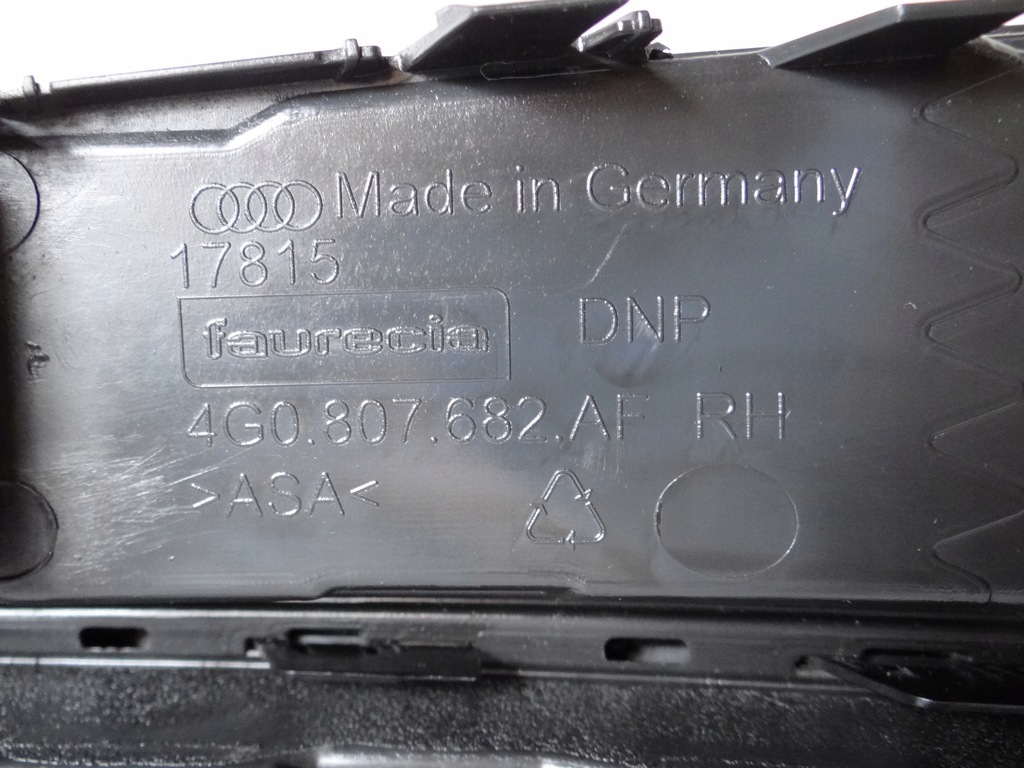 Made in Germany
17815
faurecia DNP
4G0.807.682.AF RH
>ASA<